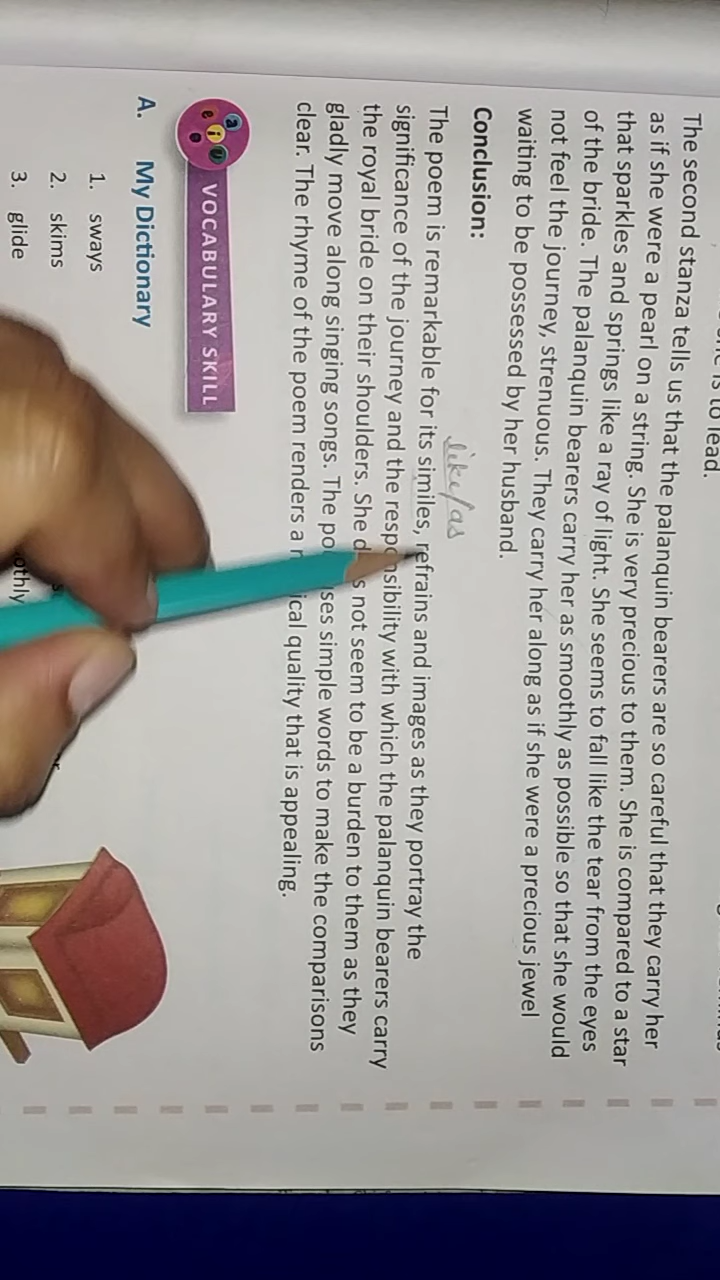 is to lead.
The second stanza tells us that the palanquin bearers are so careful that they carry her
as if she were a pearl on a string. She is very precious to them. She is compared to a star
that sparkles and springs like a ray of light. She seems to fall like the tear from the eyes
of the bride. The palanquin bearers carry her as smoothly as possible so that she would
not feel the journey, strenuous. They carry her along as if she were a precious jewel
waiting to be possessed by her husband.
Conclusion:
like/as
The poem is remarkable for its similes, refrains and images as they portray the
significance of the journey and the responsibility with which the palanquin bearers carry
the royal bride on their shoulders. She d s not seem to be a burden to them as they
gladly move along singing songs. The po ses simple words to make the comparisons
clear. The rhyme of the poem renders a ical quality that is appealing.
a e i o u
VOCABULARY SKILL
A. My Dictionary
1. sways
2. skims
3. glide othly